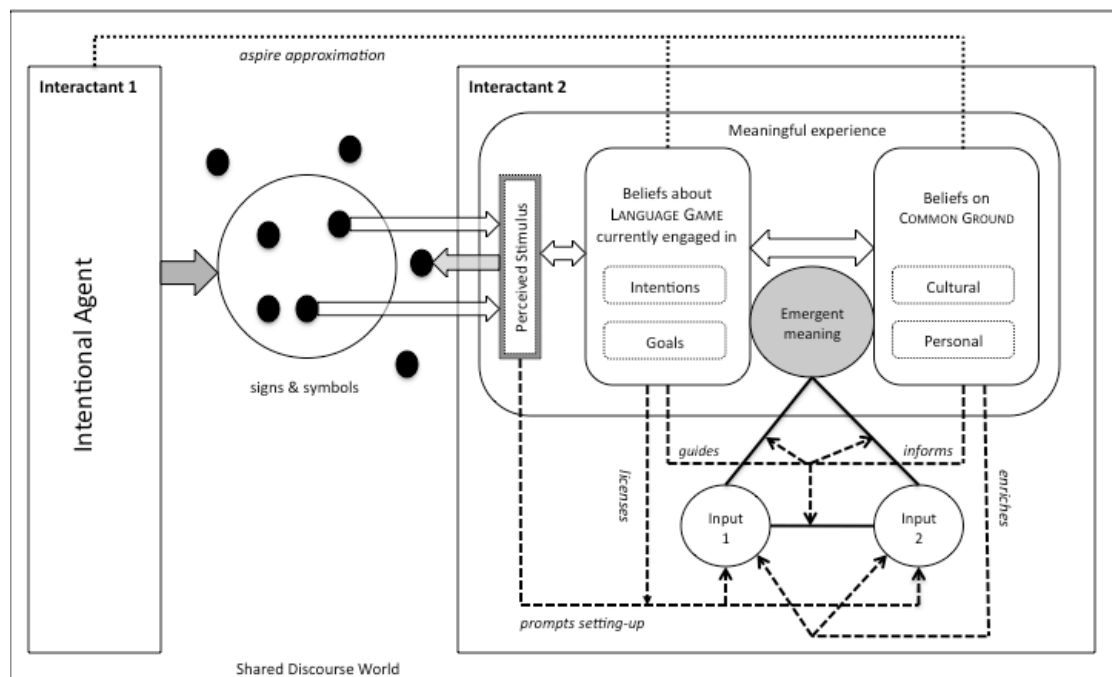 aspire approximation
Interactant 1
Intentional Agent
signs & symbols
Interactant 2
Meaningful experience
Perceived Stimulus
Beliefs about
LANGUAGE GAME
currently engaged in
Intentions
Goals
Beliefs on
COMMON GROUND
Cultural
Personal
Emergent
meaning
guides
informs
licenses
enriches
Input
1
Input
2
prompts setting-up
Shared Discourse World